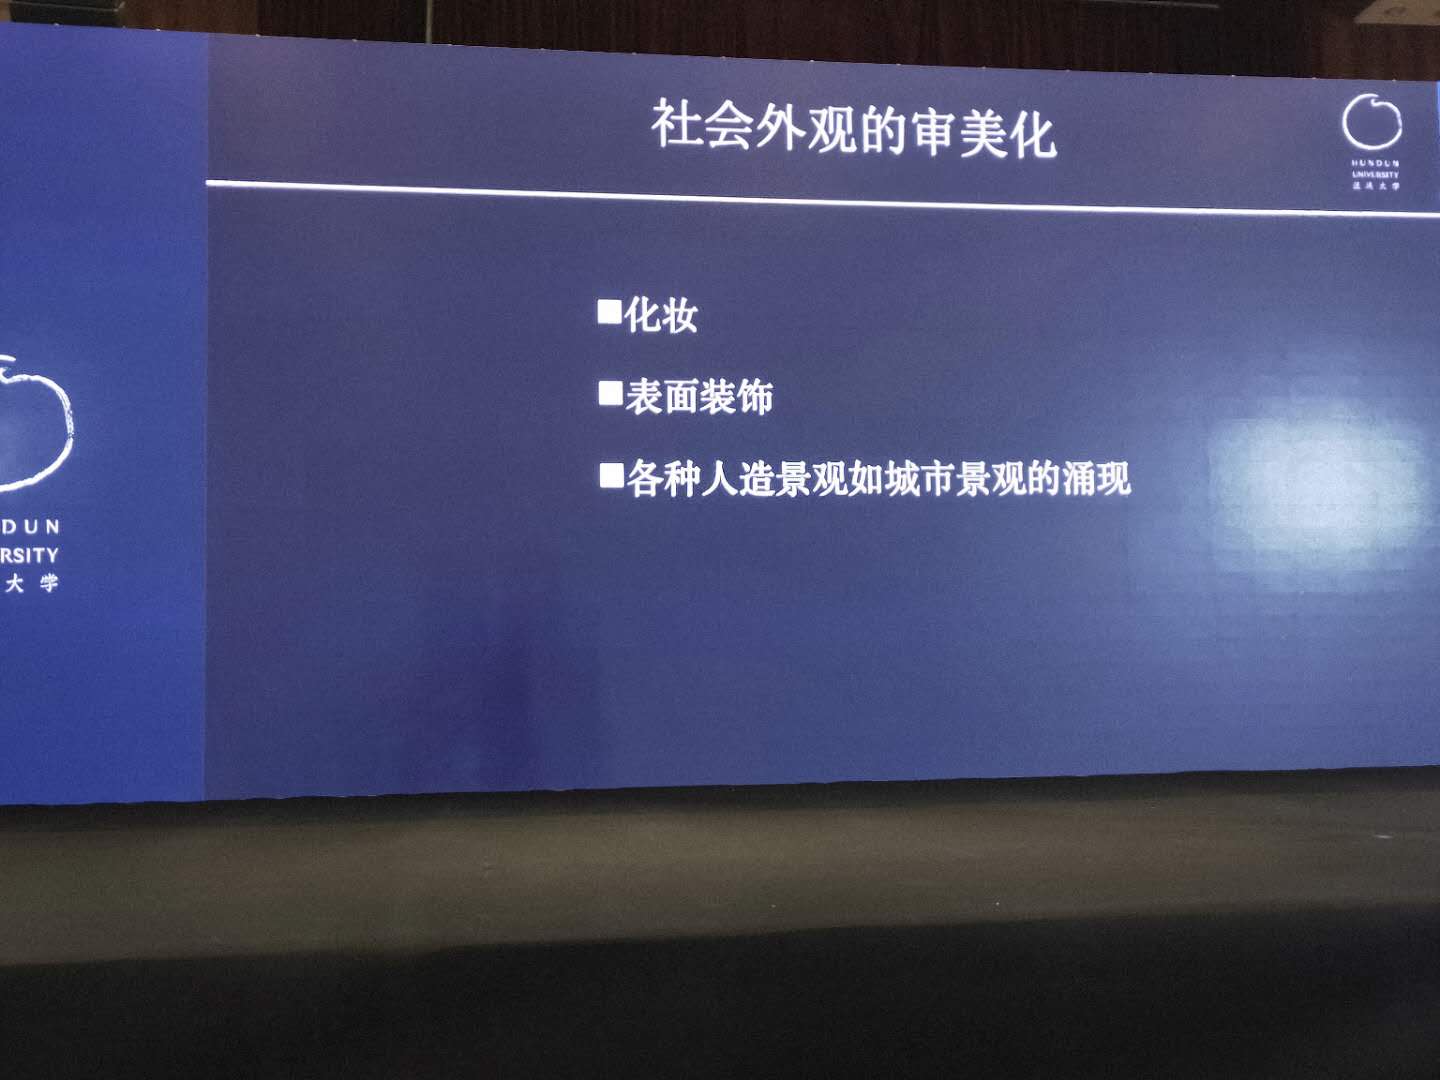 社会外观的审美化
HUNDUN
UNIVERSITY
混沌大学
■化妆
■表面装饰
■各种人造景观如城市景观的涌现
DUN
RSITY
大学